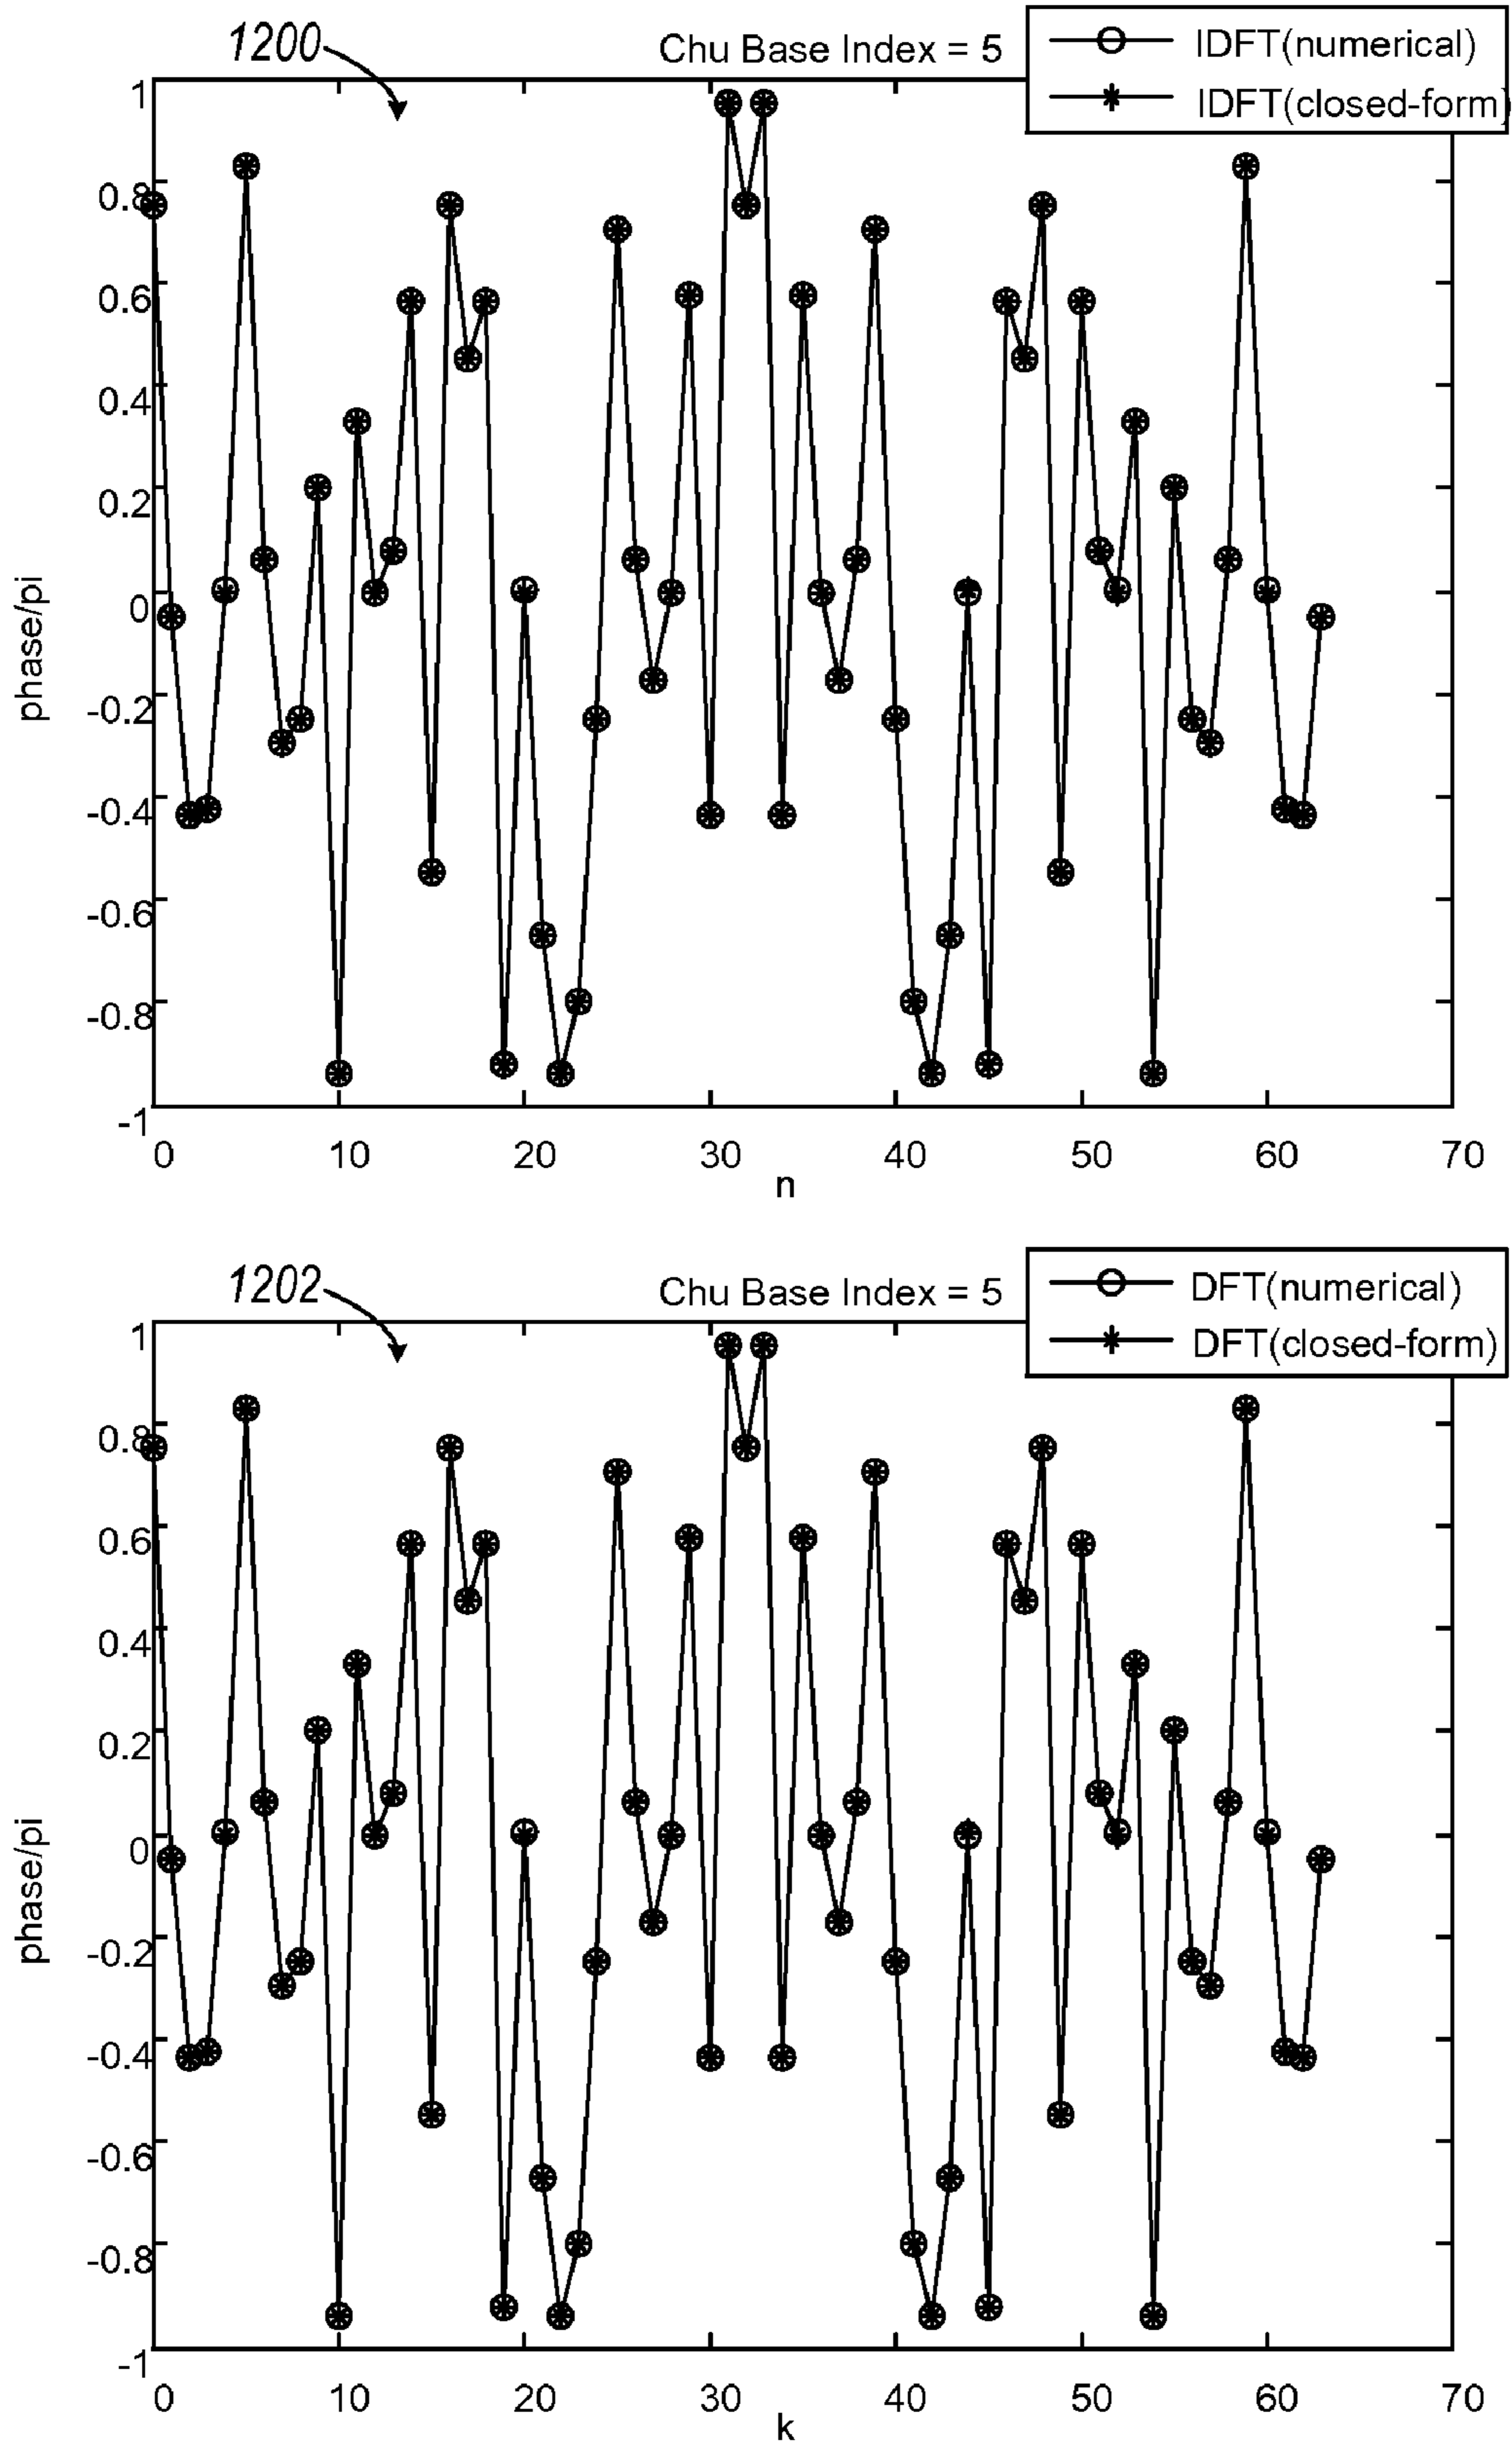 1200
Chu Base Index = 5
IDFT(numerical)
IDFT(closed-form)
1
0.8
0.6
0.4
0.2
0
-0.2
-0.4
-0.6
-0.8
-1
phase/pi
0 10 20 30 40 50 60 70
n
1202
Chu Base Index = 5
DFT(numerical)
DFT(closed-form)
1
0.8
0.6
0.4
0.2
0
-0.2
-0.4
-0.6
-0.8
-1
phase/pi
0 10 20 30 40 50 60 70
k